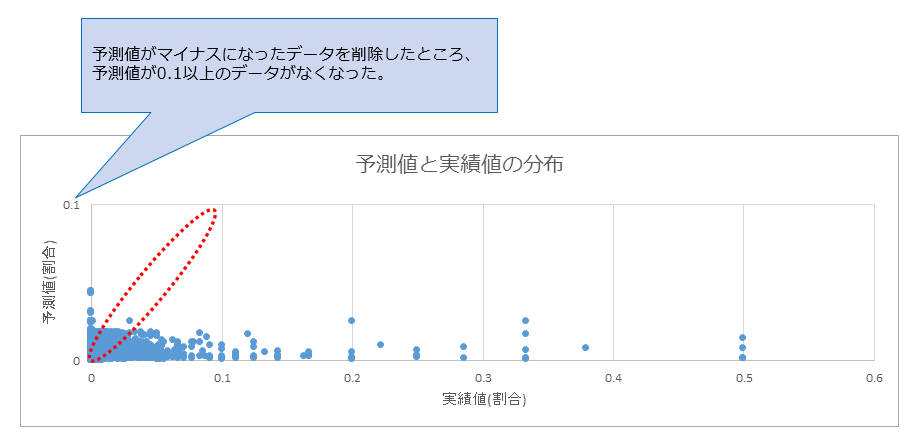 予測値がマイナスになったデータを削除したところ、
予測値が0.1以上のデータがなくなった。
予測値と実績値の分布
0.1
予測値(割合)
0
0 0.1 0.2 0.3 0.4 0.5 0.6
実績値(割合)